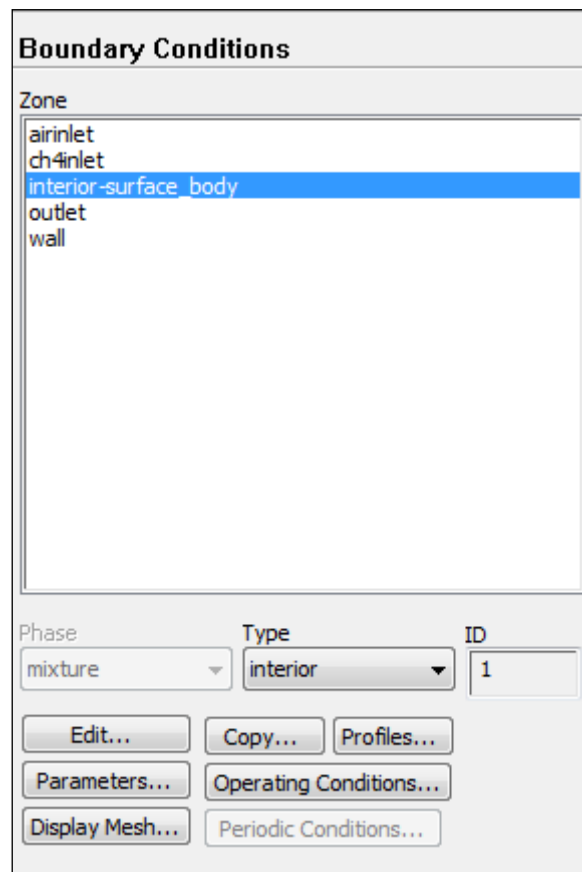 Boundary Conditions
Zone
airinlet
ch4inlet
interior-surface_body
outlet
wall
Phase Type ID
mixture interior 1
Edit... Copy... Profiles...
Parameters... Operating Conditions...
Display Mesh... Periodic Conditions...